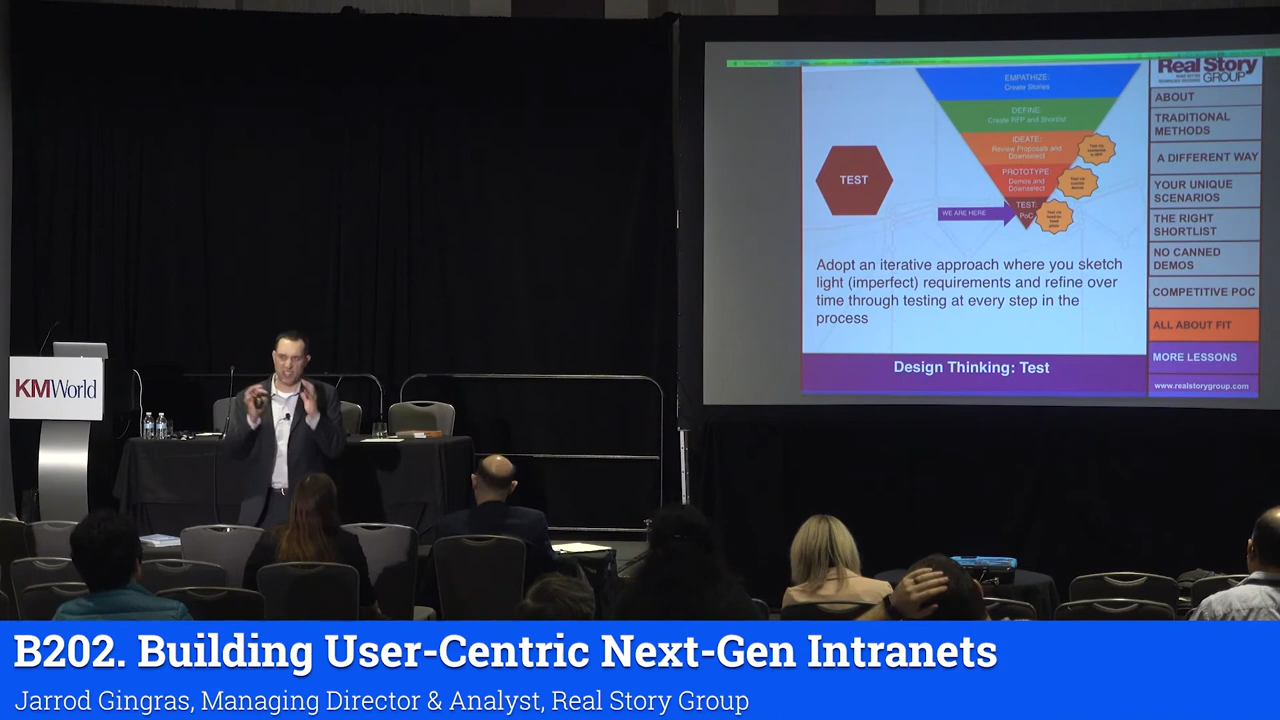 Real Story
GROUP
EMPATHIZE:
Create Stories
DEFINE:
Create RFP and Shortlist
IDEATE:
Review Proposals and
Downselect
PROTOTYPE
Demos and
Downselect
TEST:
PoC
WE ARE HERE
TEST
Adopt an iterative approach where you sketch
light (imperfect) requirements and refine over
time through testing at every step in the
process
Design Thinking: Test
ABOUT
TRADITIONAL
METHODS
A DIFFERENT WAY
YOUR UNIQUE
SCENARIOS
THE RIGHT
SHORTLIST
NO CANNED
DEMOS
COMPETITIVE POC
ALL ABOUT FIT
MORE LESSONS
www.realstorygroup.com
KMWorld
B202. Building User-Centric Next-Gen Intranets
Jarrod Gingras, Managing Director & Analyst, Real Story Group